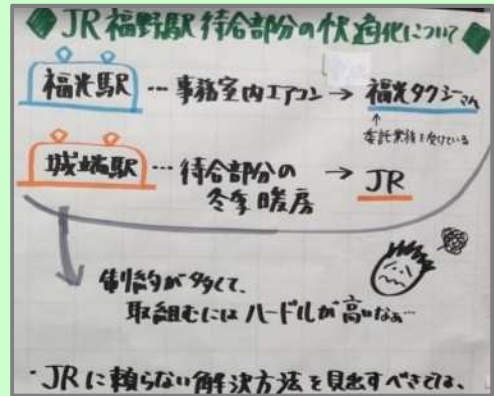 ◆JR福野駅待合部分の快適化について◆
福光駅 … 事務室内エアコン → 福光タクシーさん
↑
委託業務を受けている
城端駅 … 待合部分の → JR
冬季暖房
制約が多くて、
取組むにはハードルが高いなぁ…
・JRに頼らない解決方法を見出すべきでは、